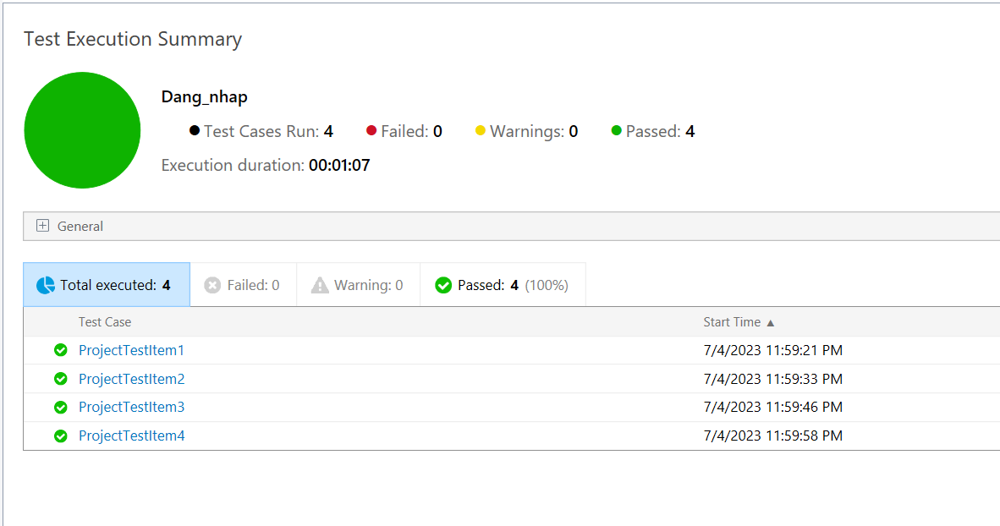 Test Execution Summary
Dang_nhap
Test Cases Run: 4 Failed: 0 Warnings: 0 Passed: 4
Execution duration: 00:01:07
General
Total executed: 4 Failed: 0 Warning: 0 Passed: 4 (100%)
Test Case Start Time ▲
ProjectTestItem1 7/4/2023 11:59:21 PM
ProjectTestItem2 7/4/2023 11:59:33 PM
ProjectTestItem3 7/4/2023 11:59:46 PM
ProjectTestItem4 7/4/2023 11:59:58 PM